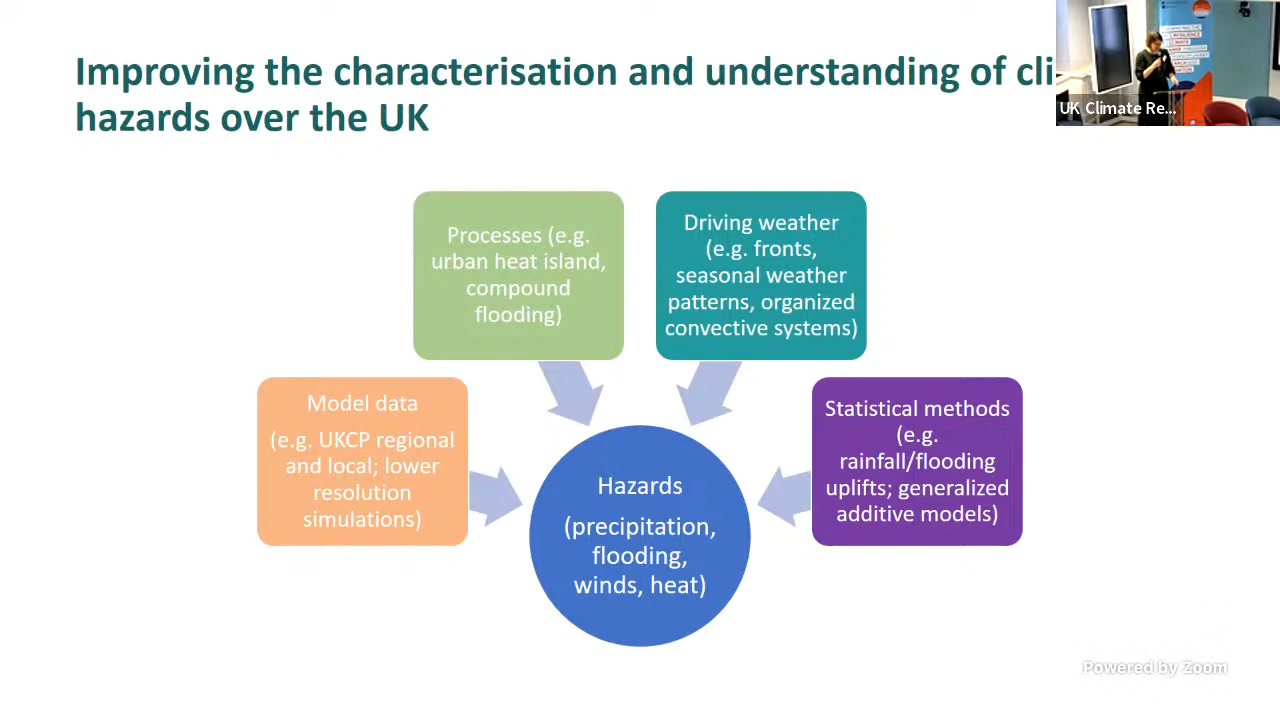 Improving the characterisation and understanding of cli
hazards over the UK
UK Climate Re...
Processes (e.g.
urban heat island,
compound
flooding)
Driving weather
(e.g. fronts,
seasonal weather
patterns, organized
convective systems)
Model data
(e.g. UKCP regional
and local; lower
resolution
simulations)
Statistical methods
(e.g.
rainfall/flooding
uplifts; generalized
additive models)
Hazards
(precipitation,
flooding,
winds, heat)
Powered by Zoom